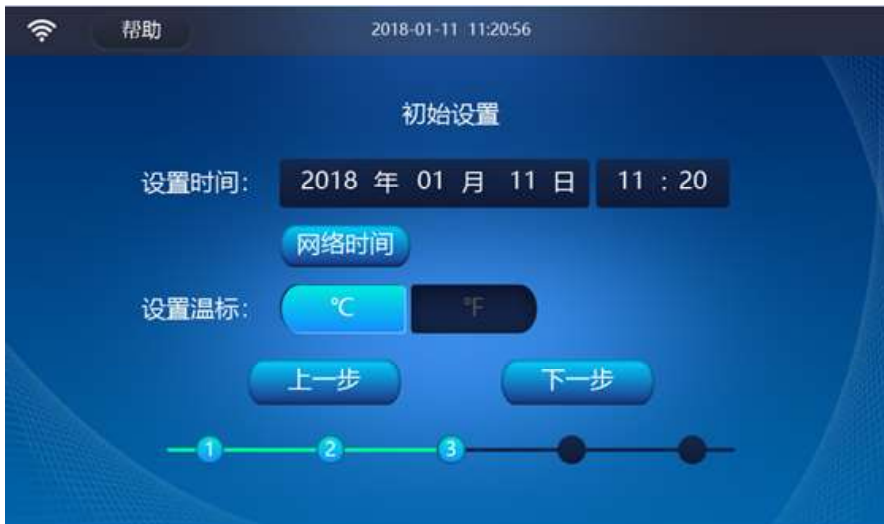 帮助 2018-01-11 11:20:56
初始设置
设置时间： 2018 年 01 月 11 日 11 : 20
网络时间
设置温标： ℃ ℉
上一步 下一步
1 2 3